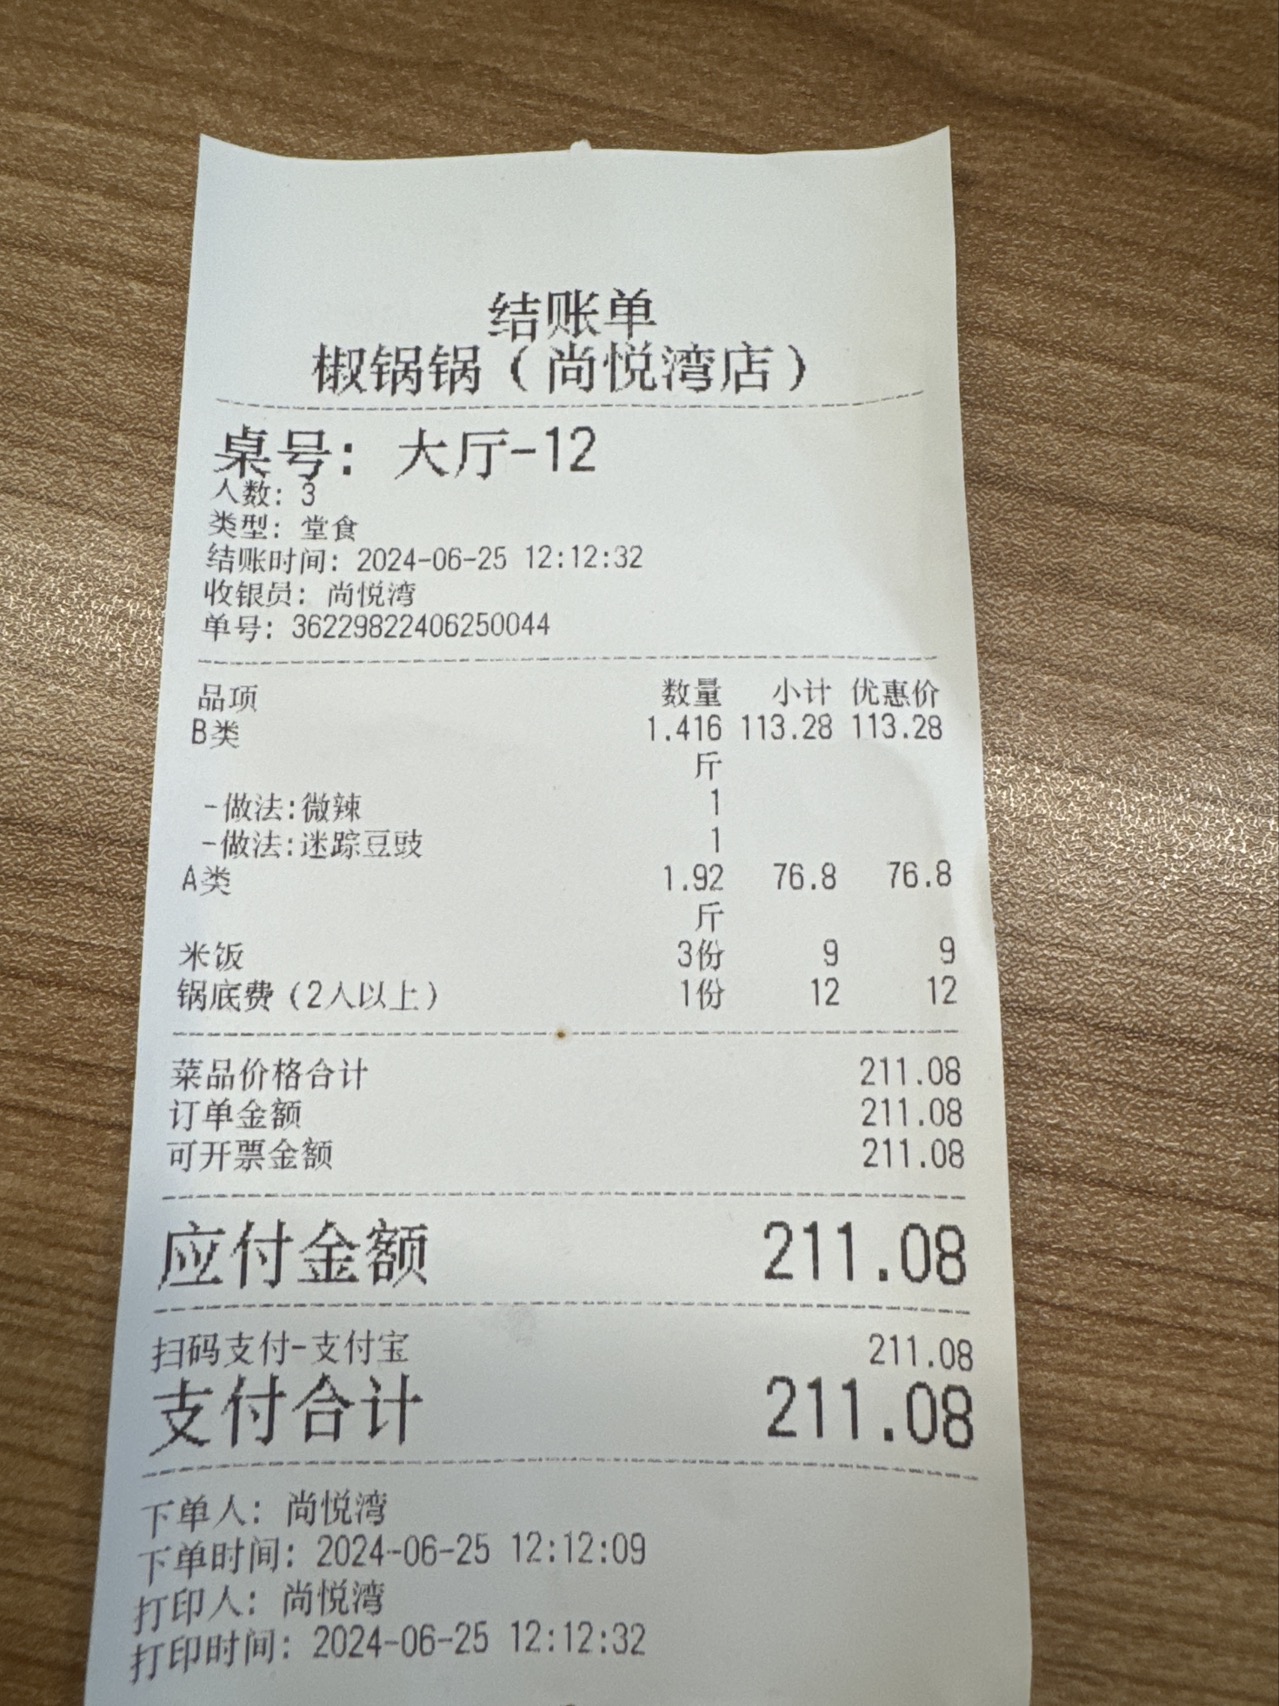 结账单
椒锅锅（尚悦湾店）
桌号: 大厅-12
人数: 3
类型: 堂食
结账时间: 2024-06-25 12:12:32
收银员: 尚悦湾
单号: 36229822406250044
品项 数量 小计 优惠价
B类 1.416 113.28 113.28
斤
-做法:微辣 1
-做法:迷踪豆豉 1
A类 1.92 76.8 76.8
斤
米饭 3份 9 9
锅底费（2人以上） 1份 12 12
菜品价格合计 211.08
订单金额 211.08
可开票金额 211.08
应付金额 211.08
扫码支付-支付宝 211.08
支付合计 211.08
下单人: 尚悦湾
下单时间: 2024-06-25 12:12:09
打印人: 尚悦湾
打印时间: 2024-06-25 12:12:32